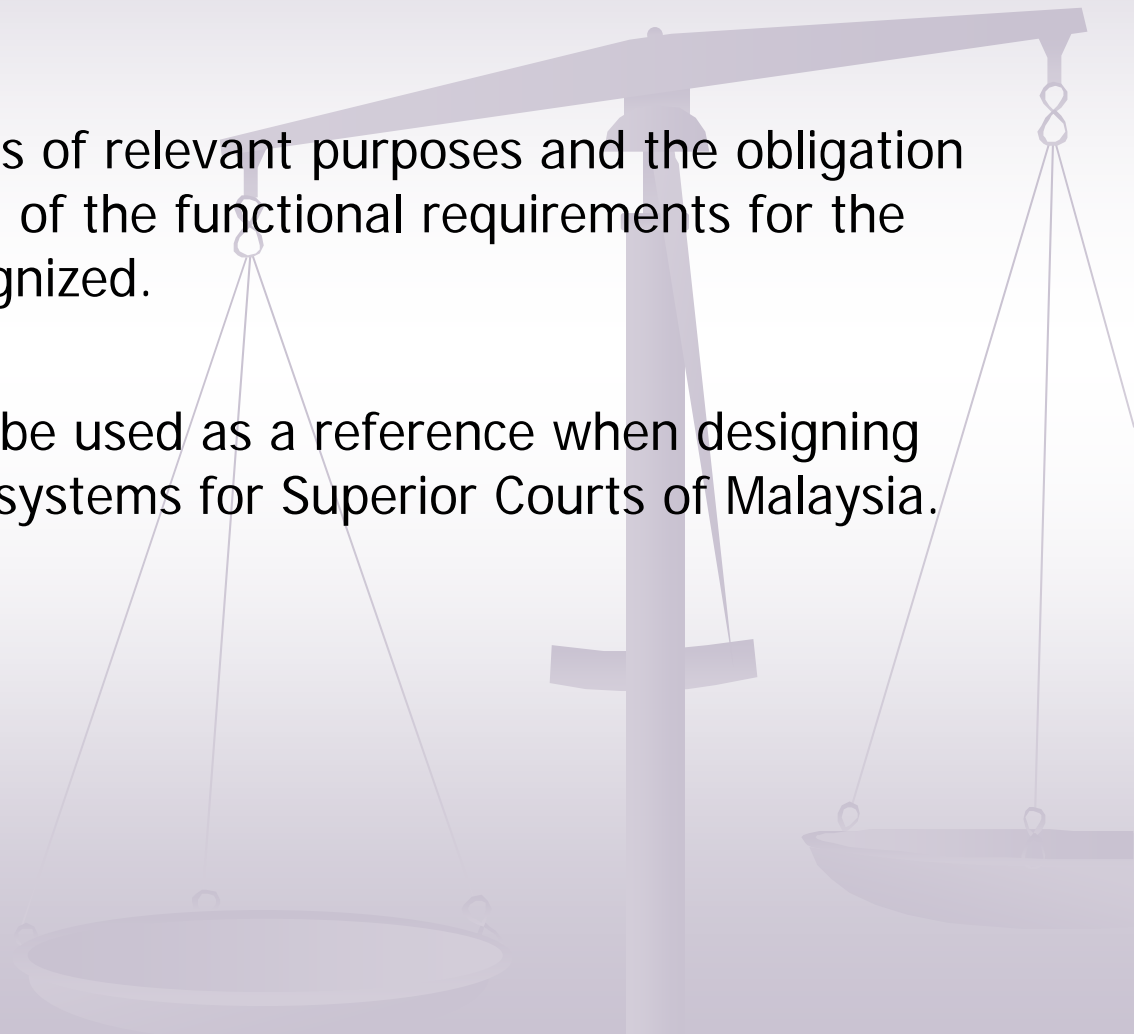 s of relevant purposes and the obligation
of the functional requirements for the
gnized.
be used as a reference when designing
systems for Superior Courts of Malaysia.